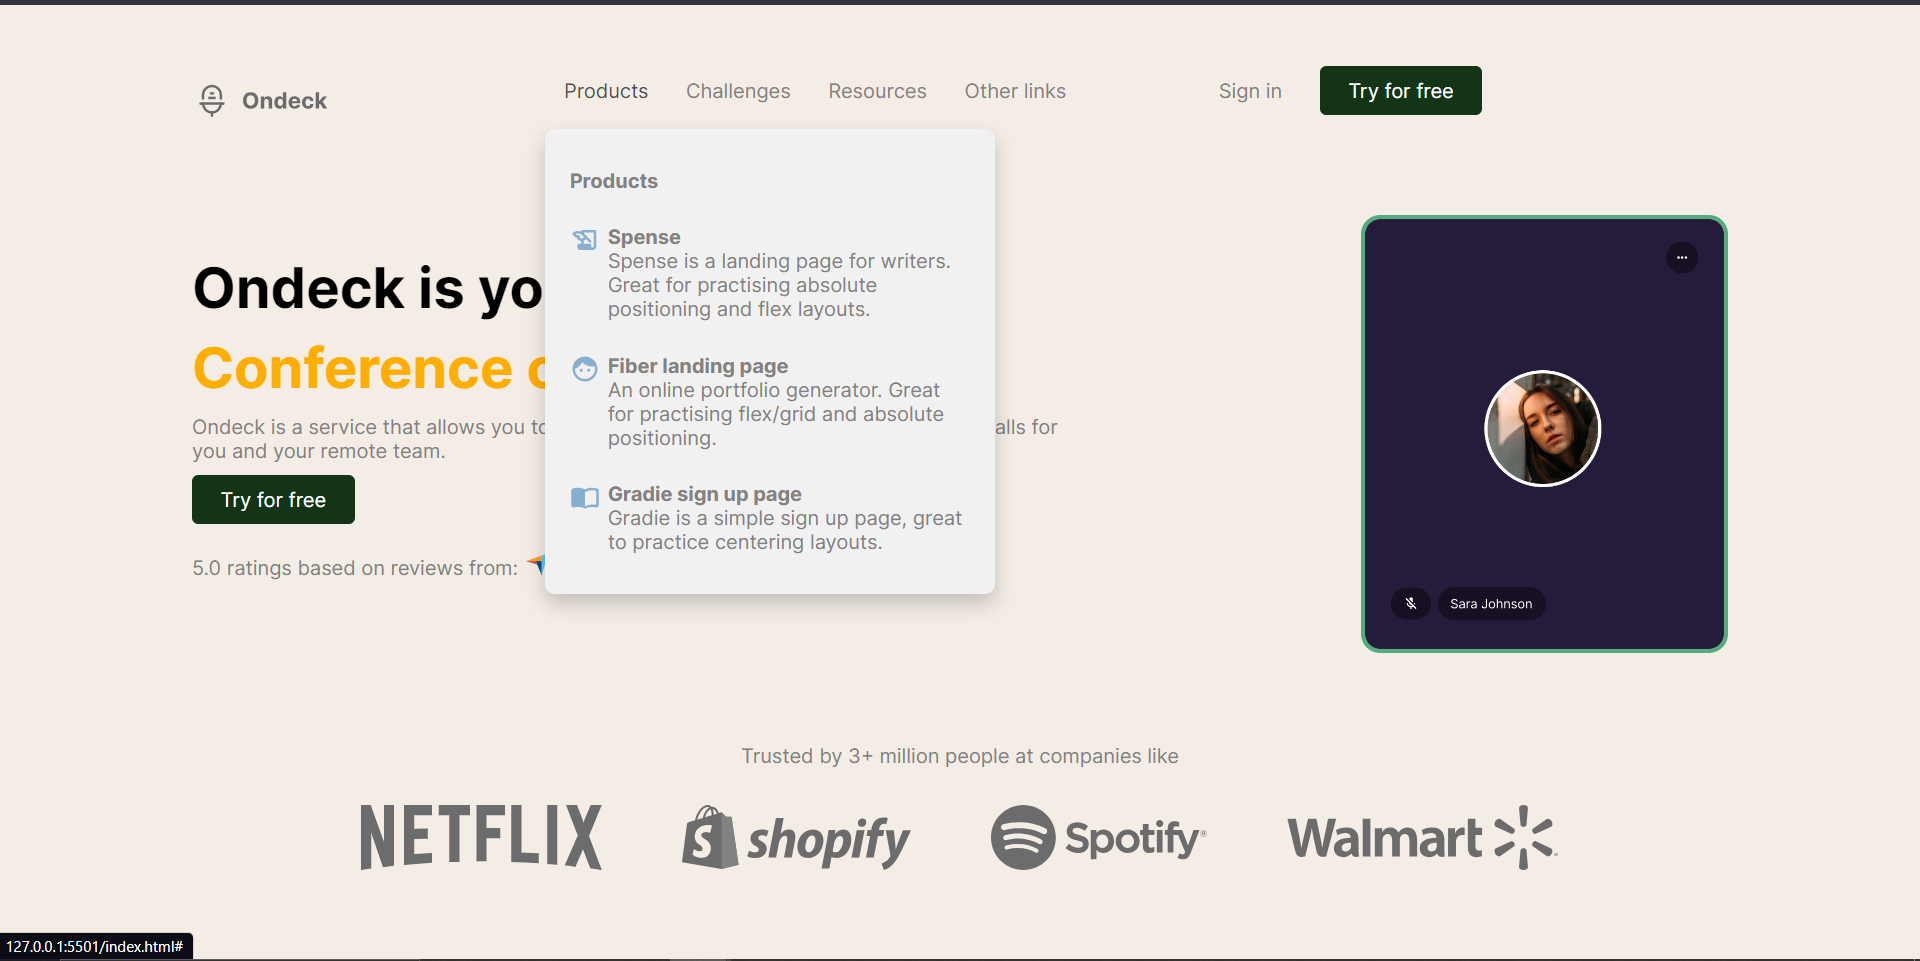 Ondeck
Products Challenges Resources Other links
Sign in
Try for free
Products
Spense
Spense is a landing page for writers.
Great for practising absolute
positioning and flex layouts.
Fiber landing page
An online portfolio generator. Great
for practising flex/grid and absolute
positioning.
Gradie sign up page
Gradie is a simple sign up page, great
to practice centering layouts.
Ondeck is yo
Conference
Ondeck is a service that allows you to
alls for
you and your remote team.
Try for free
5.0 ratings based on reviews from:
Sara Johnson
Trusted by 3+ million people at companies like
NETFLIX
shopify
Spotify®
Walmart
127.0.0.1:5501/index.html#